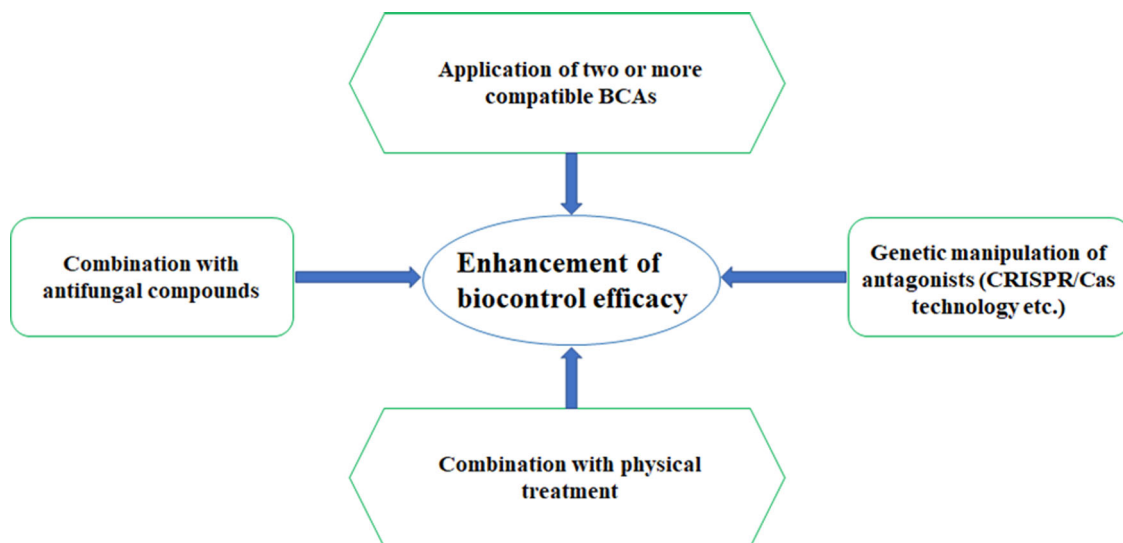 Application of two or more
compatible BCAs
Combination with
antifungal compounds
Enhancement of
biocontrol efficacy
Genetic manipulation of
antagonists (CRISPR/Cas
technology etc.)
Combination with physical
treatment